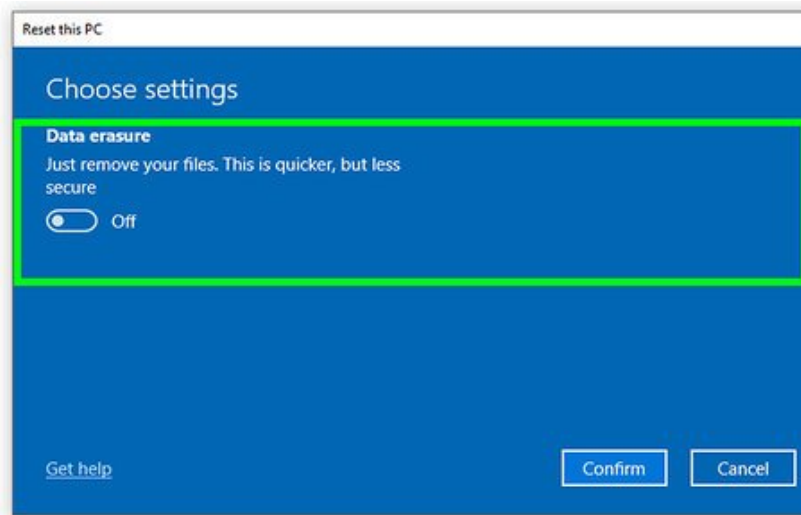 Reset this PC
Choose settings
Data erasure
Just remove your files. This is quicker, but less
secure
Off
Get help
Confirm
Cancel